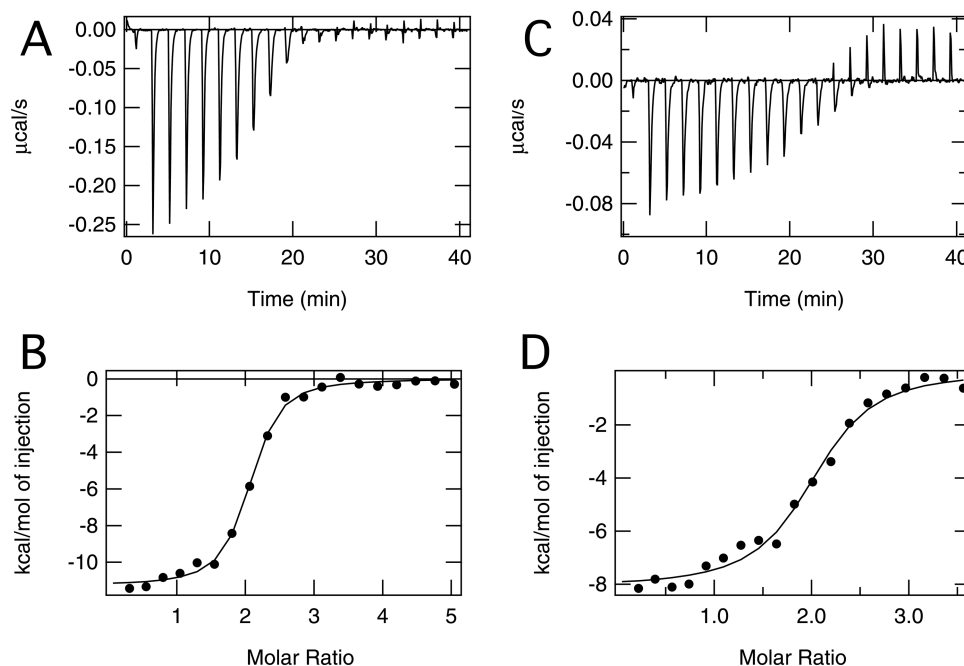 A
0.00
-0.05
-0.10
-0.15
-0.20
-0.25
μcal/s
0 10 20 30 40
Time (min)
C
0.04
0.00
-0.04
-0.08
μcal/s
0 10 20 30 40
Time (min)
B
0
-2
-4
-6
-8
-10
kcal/mol of injection
1 2 3 4 5
Molar Ratio
D
-2
-4
-6
-8
kcal/mol of injection
1.0 2.0 3.0
Molar Ratio